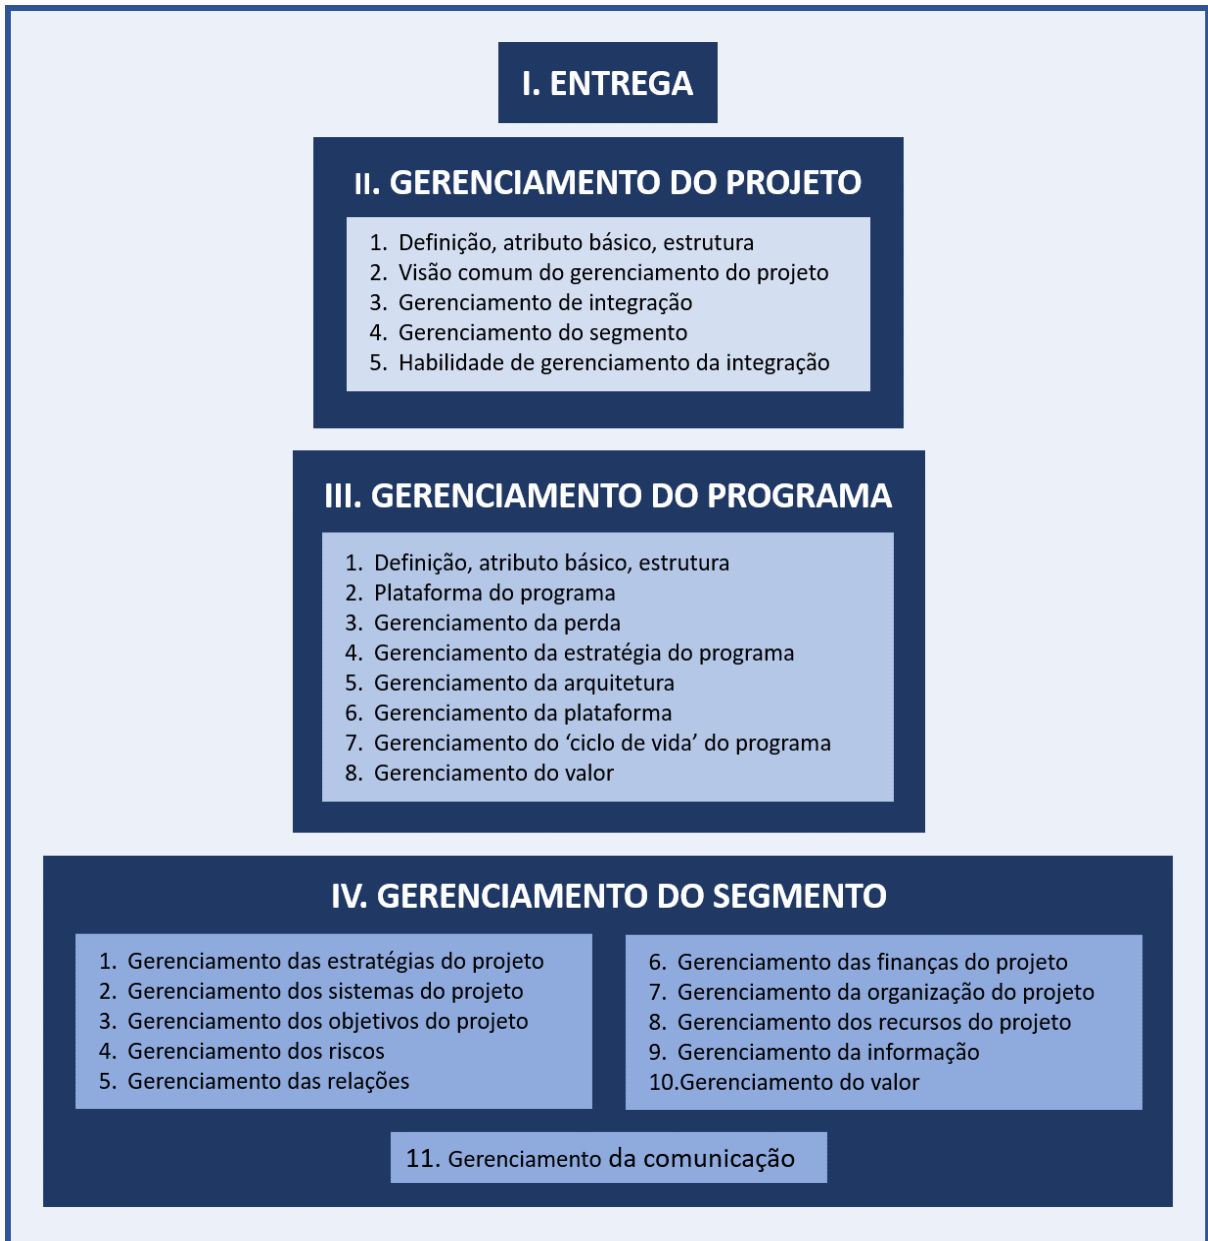 I. ENTREGA
II. GERENCIAMENTO DO PROJETO
1. Definição, atributo básico, estrutura
2. Visão comum do gerenciamento do projeto
3. Gerenciamento de integração
4. Gerenciamento do segmento
5. Habilidade de gerenciamento da integração
III. GERENCIAMENTO DO PROGRAMA
1. Definição, atributo básico, estrutura
2. Plataforma do programa
3. Gerenciamento da perda
4. Gerenciamento da estratégia do programa
5. Gerenciamento da arquitetura
6. Gerenciamento da plataforma
7. Gerenciamento do ‘ciclo de vida’ do programa
8. Gerenciamento do valor
IV. GERENCIAMENTO DO SEGMENTO
1. Gerenciamento das estratégias do projeto
2. Gerenciamento dos sistemas do projeto
3. Gerenciamento dos objetivos do projeto
4. Gerenciamento dos riscos
5. Gerenciamento das relações
6. Gerenciamento das finanças do projeto
7. Gerenciamento da organização do projeto
8. Gerenciamento dos recursos do projeto
9. Gerenciamento da informação
10.Gerenciamento do valor
11. Gerenciamento da comunicação